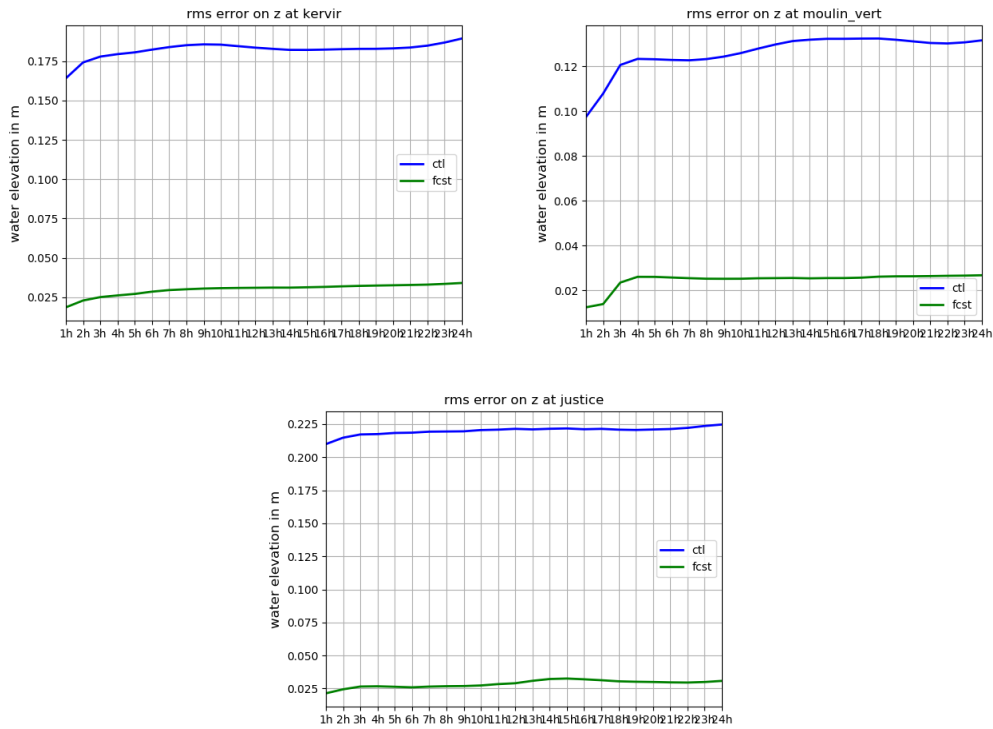 rms error on z at kervir
water elevation in m
0.175
0.150
0.125
0.100
0.075
0.050
0.025
ctl
fcst
1h 2h 3h 4h 5h 6h 7h 8h 9h 10h 11h 12h 13h 14h 15h 16h 17h 18h 19h 20h 21h 22h 23h 24h
rms error on z at moulin_vert
water elevation in m
0.12
0.10
0.08
0.06
0.04
0.02
ctl
fcst
1h 2h 3h 4h 5h 6h 7h 8h 9h 10h 11h 12h 13h 14h 15h 16h 17h 18h 19h 20h 21h 22h 23h 24h
rms error on z at justice
water elevation in m
0.225
0.200
0.175
0.150
0.125
0.100
0.075
0.050
0.025
ctl
fcst
1h 2h 3h 4h 5h 6h 7h 8h 9h 10h 11h 12h 13h 14h 15h 16h 17h 18h 19h 20h 21h 22h 23h 24h